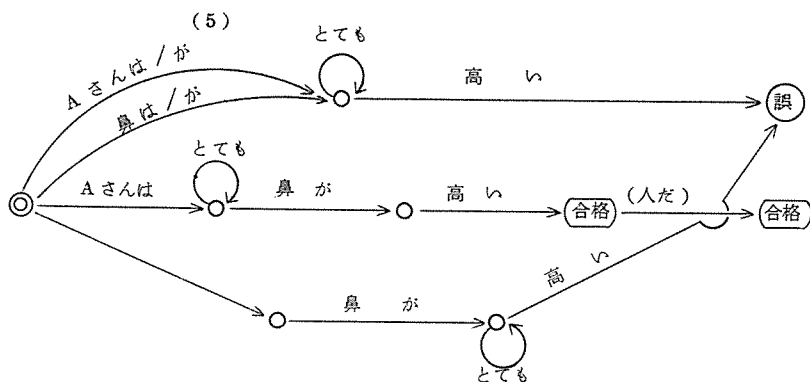 (5)
とても
Aさんは/が
高い
鼻は/が
誤
とても
Aさんは
鼻が
高い
合格
(人だ)
合格
高い
鼻が
とても